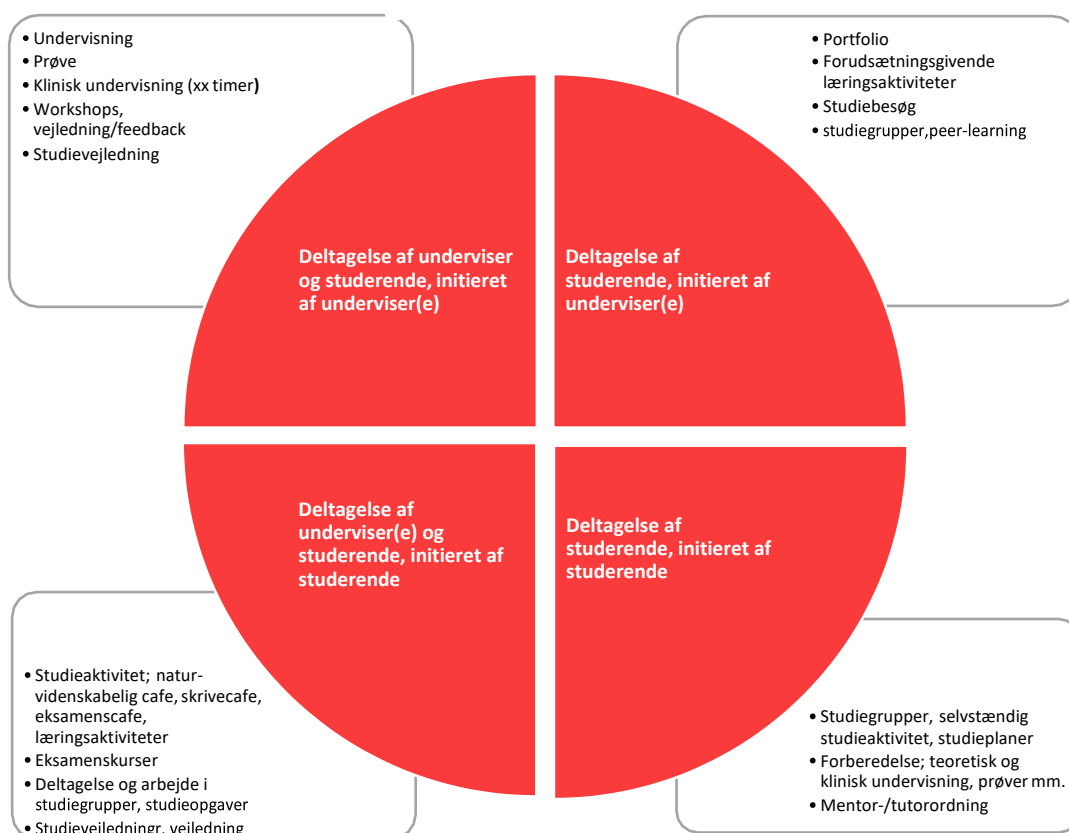 • Undervisning
• Prøve
• Klinisk undervisning (xx timer)
• Workshops,
vejledning/feedback
• Studievejledning
• Portfolio
• Forudsætningsgivende
læringsaktiviteter
• Studiebesøg
• studiegrupper,peer-learning
Deltagelse af underviser
og studerende, initieret
af underviser(e)
Deltagelse af
studerende, initieret af
underviser(e)
Deltagelse af
underviser(e) og
studerende, initieret af
studerende
Deltagelse af
studerende, initieret af
studerende
• Studieaktivitet; natur-
videnskabelig cafe, skrivecafe,
eksamenscafe,
læringsaktiviteter
• Eksamenskurser
• Deltagelse og arbejde i
studiegrupper, studieopgaver
• Studievejledningr, vejledning
• Studiegrupper, selvstændig
studieaktivitet, studieplaner
• Forberedelse; teoretisk og
klinisk undervisning, prøver mm.
• Mentor-/tutorordning